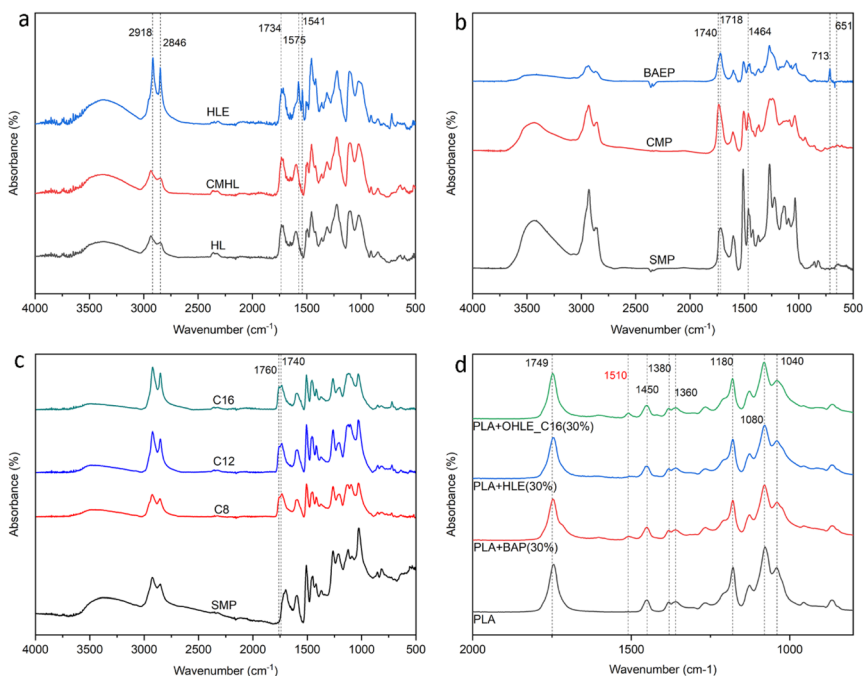 a
2918
2846
1734
1575
1541
HLE
CMHL
HL
Absorbance (%)
4000 3500 3000 2500 2000 1500 1000 500
Wavenumber (cm-1)
b
1740
1718
1464
713
651
BAEP
CMP
SMP
Absorbance (%)
4000 3500 3000 2500 2000 1500 1000 500
Wavenumber (cm-1)
c
1760
1740
C16
C12
C8
SMP
Absorbance (%)
4000 3500 3000 2500 2000 1500 1000 500
Wavenumber (cm-1)
d
1749
1510
1450
1380
1360
1180
1080
1040
PLA+OHLE_C16(30%)
PLA+HLE(30%)
PLA+BAP(30%)
PLA
Absorbance (%)
2000 1500 1000
Wavenumber (cm-1)